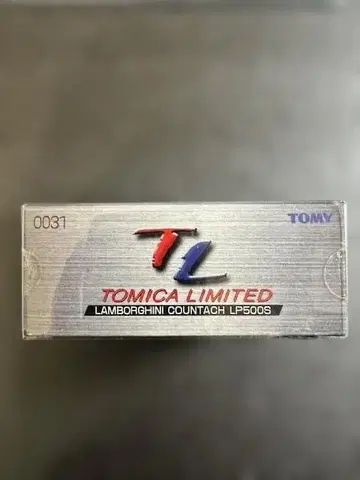 0031
TOMY
TL
TOMICA LIMITED
LAMBORGHINI COUNTACH LP500S